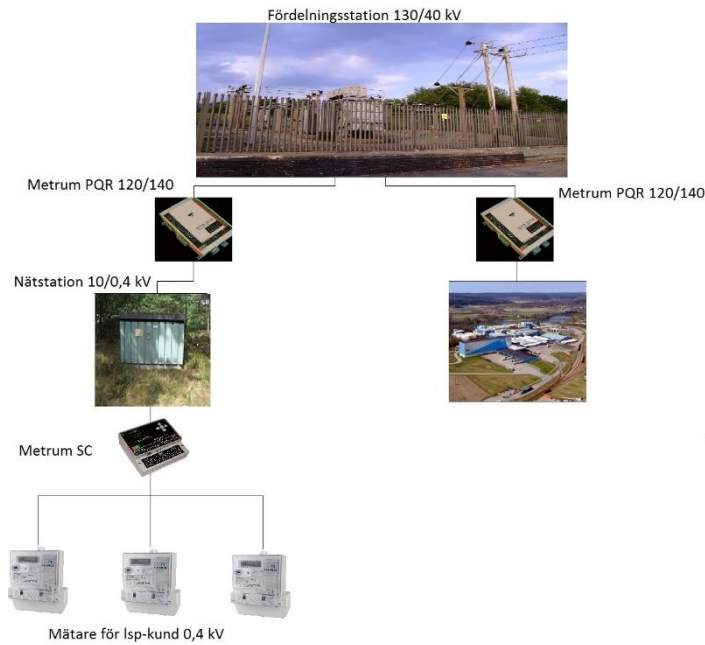 Fördelningsstation 130/40 kV
Metrum PQR 120/140
Metrum PQR 120/140
Nätstation 10/0,4 kV
Metrum SC
Mätare för lsp-kund 0,4 kV